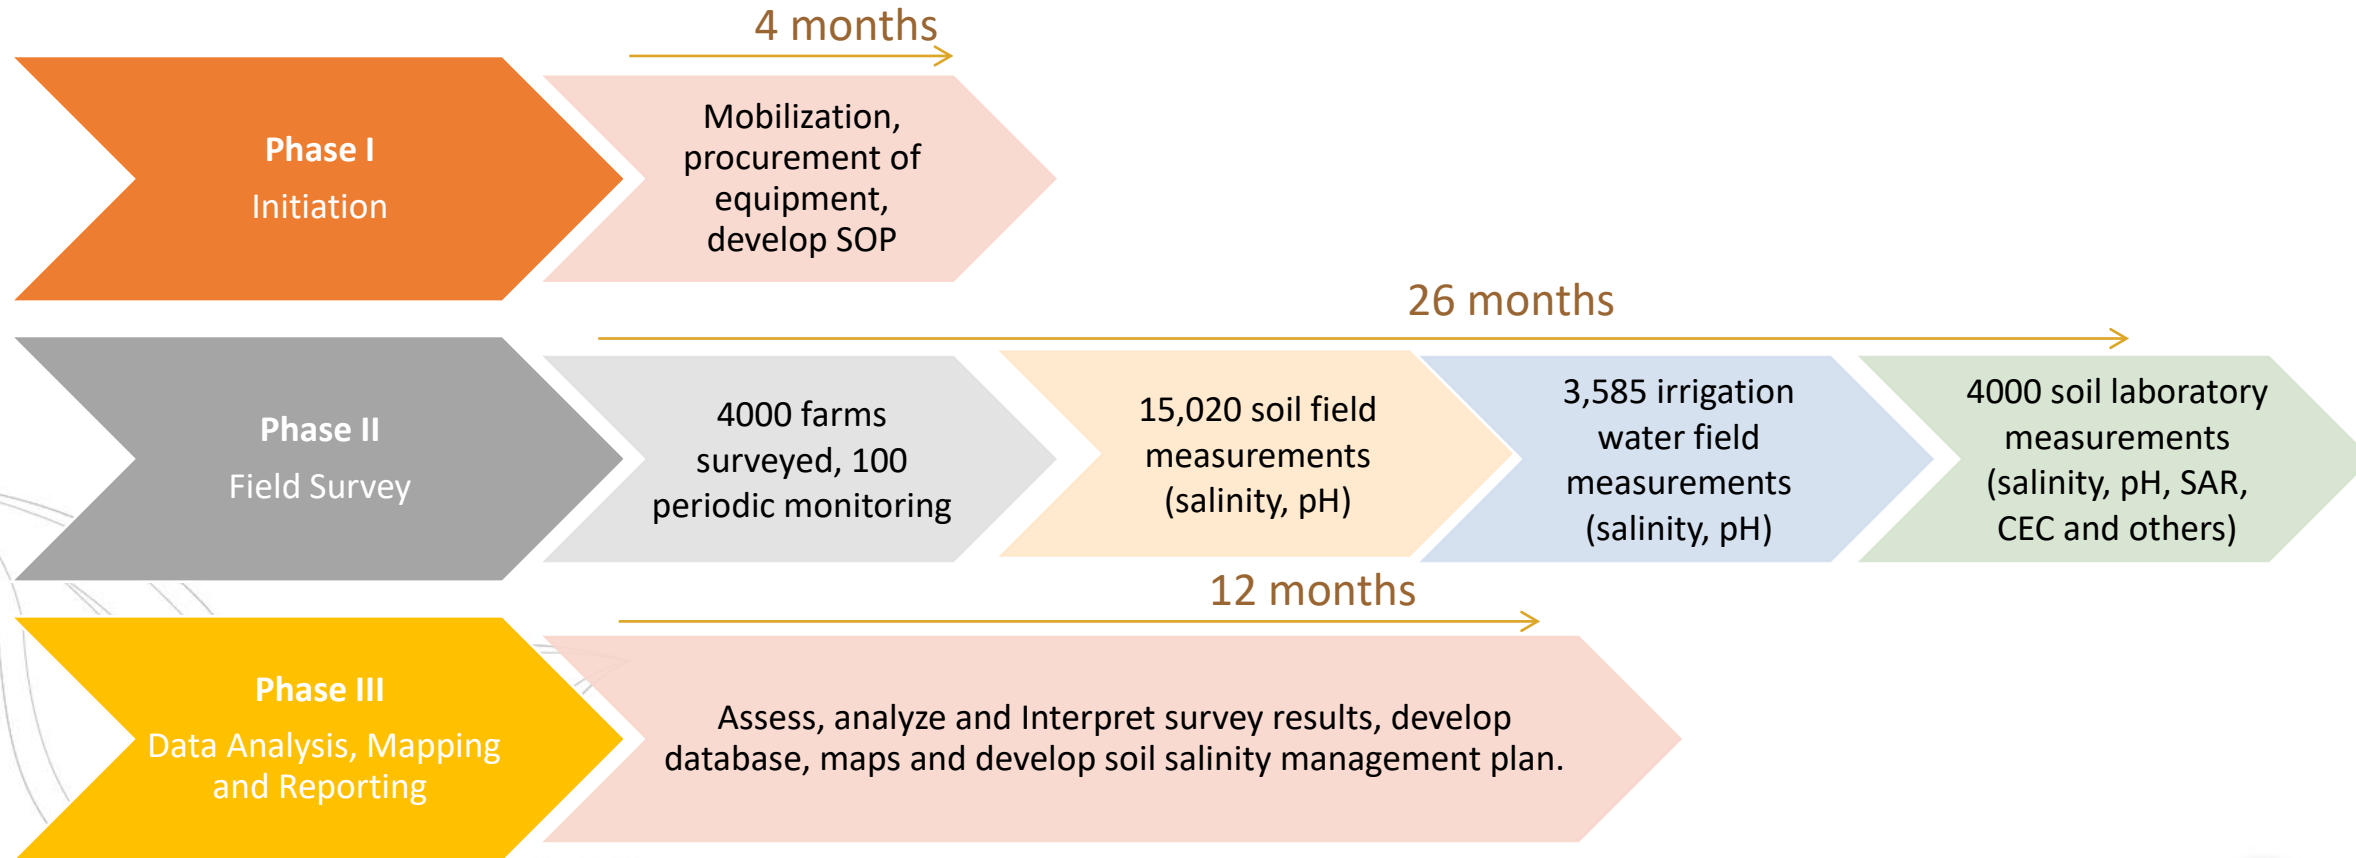 4 months
Phase I
Initiation
Mobilization,
procurement of
equipment,
develop SOP
26 months
Phase II
Field Survey
4000 farms
surveyed, 100
periodic monitoring
15,020 soil field
measurements
(salinity, pH)
3,585 irrigation
water field
measurements
(salinity, pH)
4000 soil laboratory
measurements
(salinity, pH, SAR,
CEC and others)
12 months
Phase III
Data Analysis, Mapping
and Reporting
Assess, analyze and Interpret survey results, develop
database, maps and develop soil salinity management plan.